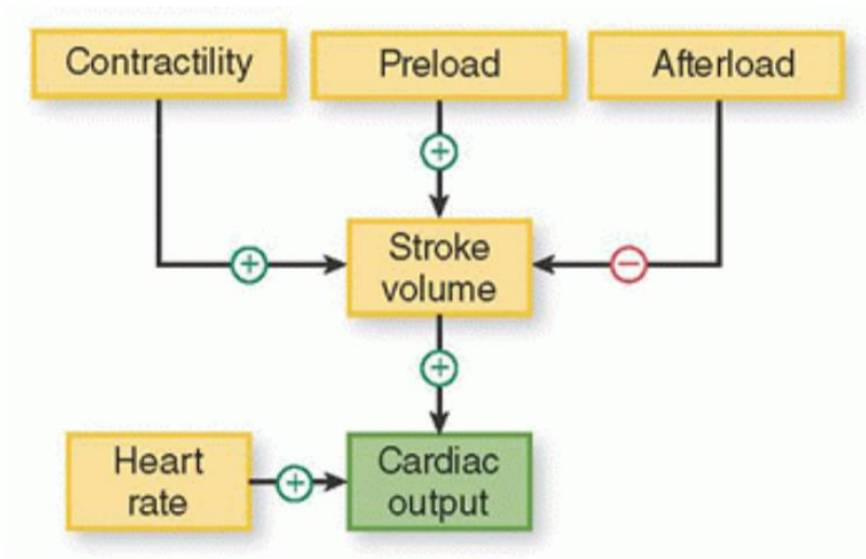 Contractility
Preload
Afterload
+
+
Stroke
volume
−
+
Heart
rate
+
Cardiac
output